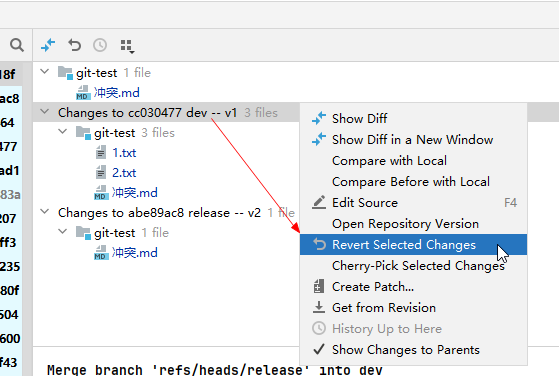 18f
ac8
64
477
ad1
83a
207
ff3
235
80f
504
600
f43
git-test 1 file
冲突.md
Changes to cc030477 dev -- v1 3 files
git-test 3 files
1.txt
2.txt
冲突.md
Changes to abe89ac8 release -- v2 1 file
git-test 1 file
冲突.md
Show Diff
Show Diff in a New Window
Compare with Local
Compare Before with Local
Edit Source F4
Open Repository Version
Revert Selected Changes
Cherry-Pick Selected Changes
Create Patch...
Get from Revision
History Up to Here
Show Changes to Parents
Merge branch 'refs/heads/release' into dev